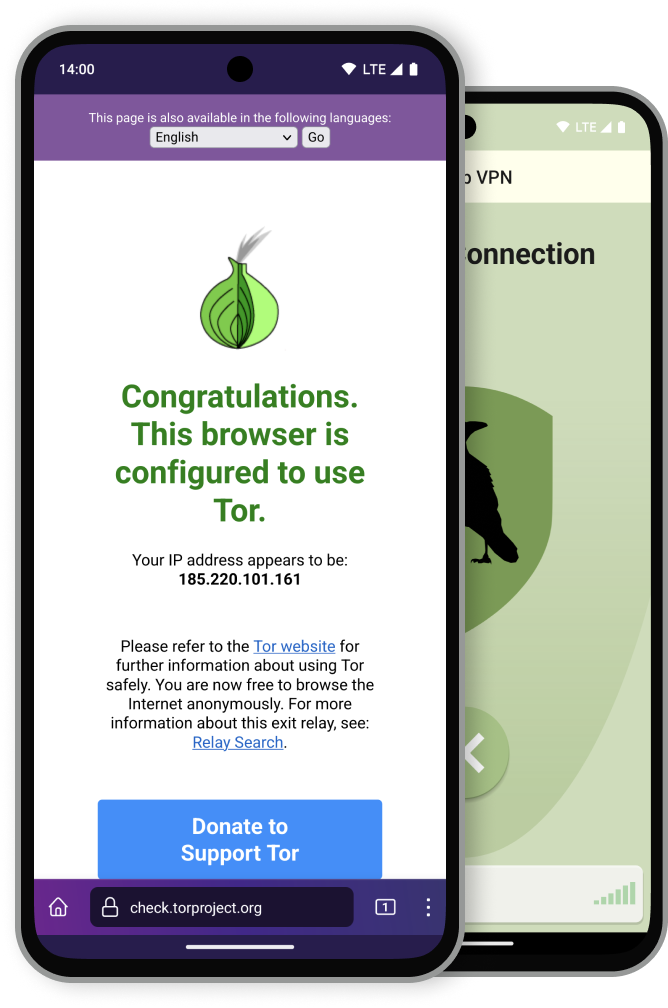 14:00
LTE
This page is also available in the following languages:
English
Go
Congratulations.
This browser is
configured to use
Tor.
Your IP address appears to be:
185.220.101.161
Please refer to the Tor website for
further information about using Tor
safely. You are now free to browse the
Internet anonymously. For more
information about this exit relay, see:
Relay Search.
Donate to
Support Tor
1
check.torproject.org
LTE
VPN
onnection